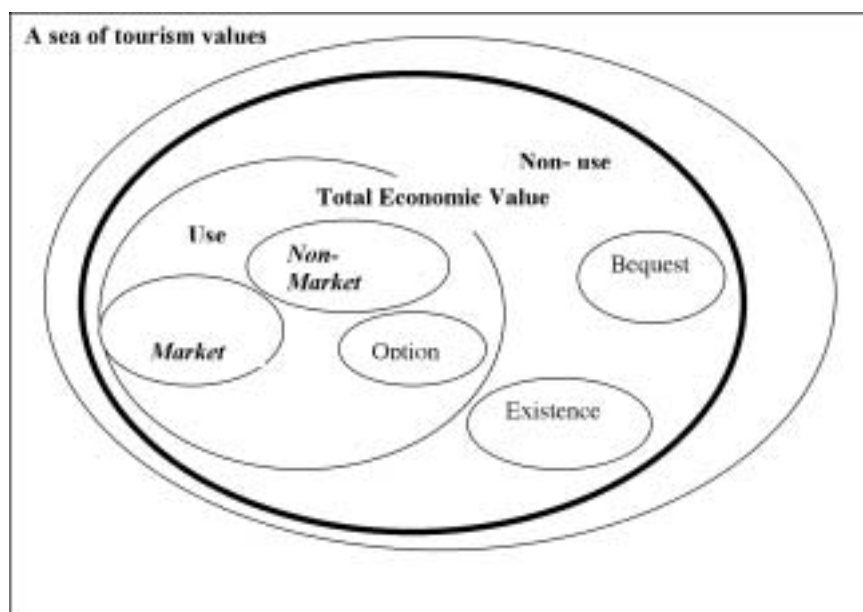 A sea of tourism values
Non- use
Total Economic Value
Use
Non-
Market
Bequest
Market
Option
Existence